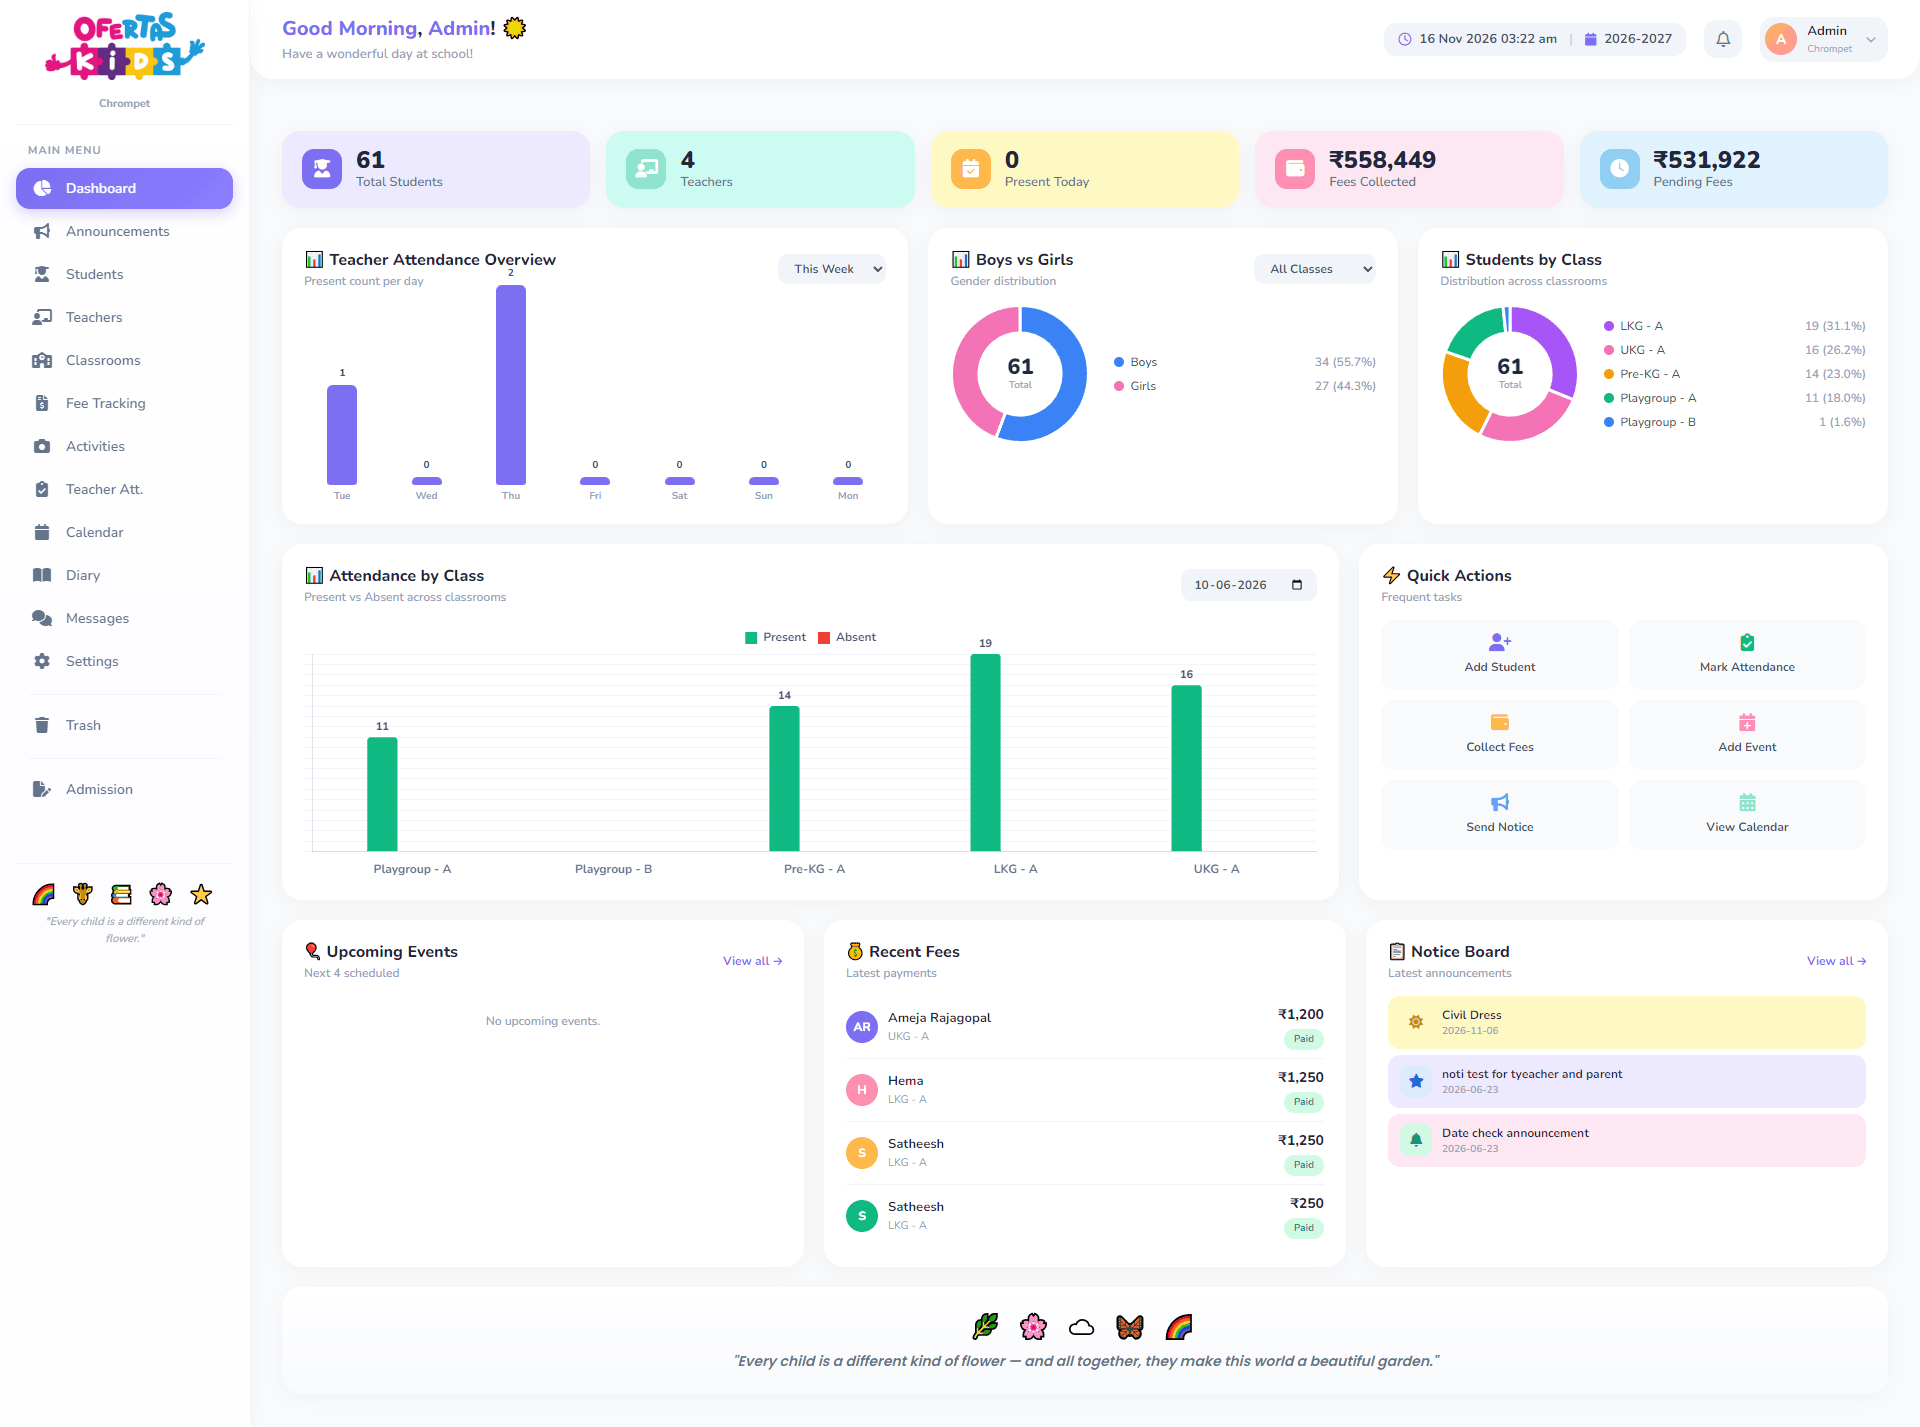 OFERTAS
KiDS
Chrompet
MAIN MENU
Dashboard
Announcements
Students
Teachers
Classrooms
Fee Tracking
Activities
Teacher Att.
Calendar
Diary
Messages
Settings
Trash
Admission
"Every child is a different kind of
flower."
Good Morning, Admin!
Have a wonderful day at school!
16 Nov 2026 03:22 am | 2026-2027
A
Admin
Chrompet
61
Total Students
4
Teachers
0
Present Today
₹558,449
Fees Collected
₹531,922
Pending Fees
Teacher Attendance Overview
Present count per day
This Week
1
0
2
0
0
0
0
Tue
Wed
Thu
Fri
Sat
Sun
Mon
Boys vs Girls
Gender distribution
All Classes
61
Total
Boys 34 (55.7%)
Girls 27 (44.3%)
Students by Class
Distribution across classrooms
61
Total
LKG - A 19 (31.1%)
UKG - A 16 (26.2%)
Pre-KG - A 14 (23.0%)
Playgroup - A 11 (18.0%)
Playgroup - B 1 (1.6%)
Attendance by Class
Present vs Absent across classrooms
10-06-2026
Present Absent
11
14
19
16
Playgroup - A
Playgroup - B
Pre-KG - A
LKG - A
UKG - A
Quick Actions
Frequent tasks
Add Student
Mark Attendance
Collect Fees
Add Event
Send Notice
View Calendar
Upcoming Events
Next 4 scheduled
View all →
No upcoming events.
Recent Fees
Latest payments
AR
Ameja Rajagopal
UKG - A
₹1,200
Paid
H
Hema
LKG - A
₹1,250
Paid
S
Satheesh
LKG - A
₹1,250
Paid
S
Satheesh
LKG - A
₹250
Paid
Notice Board
Latest announcements
View all →
Civil Dress
2026-11-06
noti test for tyeacher and parent
2026-06-23
Date check announcement
2026-06-23
"Every child is a different kind of flower — and all together, they make this world a beautiful garden."